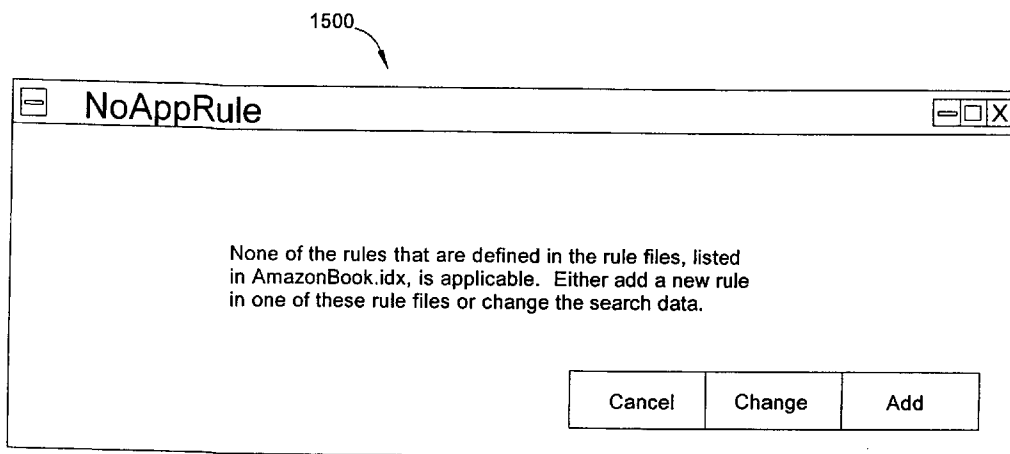 1500
NoAppRule
X
None of the rules that are defined in the rule files, listed
in AmazonBook.idx, is applicable. Either add a new rule
in one of these rule files or change the search data.
Cancel Change Add